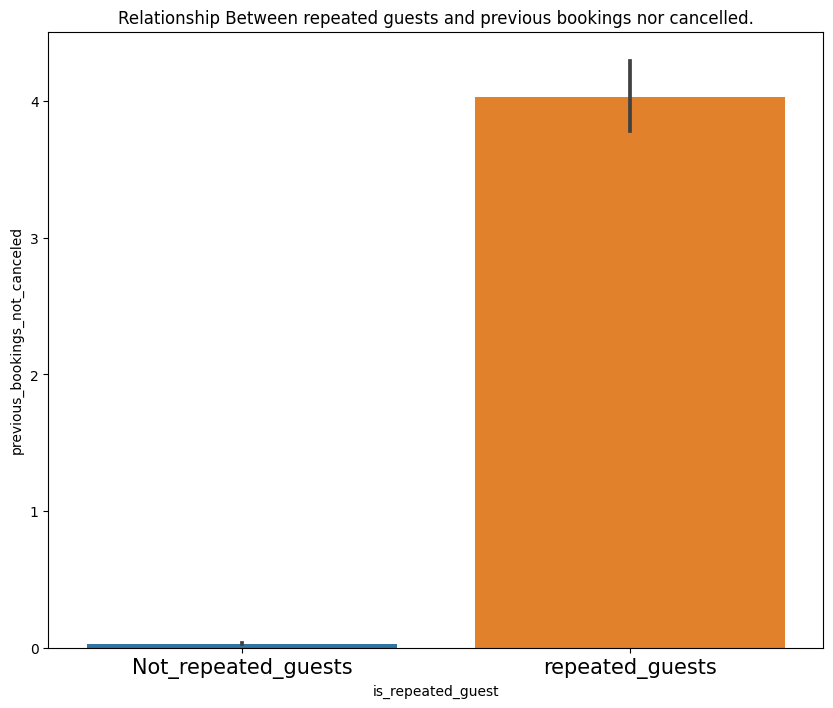 Relationship Between repeated guests and previous bookings nor cancelled.
previous_bookings_not_canceled
4
3
2
1
0
Not_repeated_guests
repeated_guests
is_repeated_guest